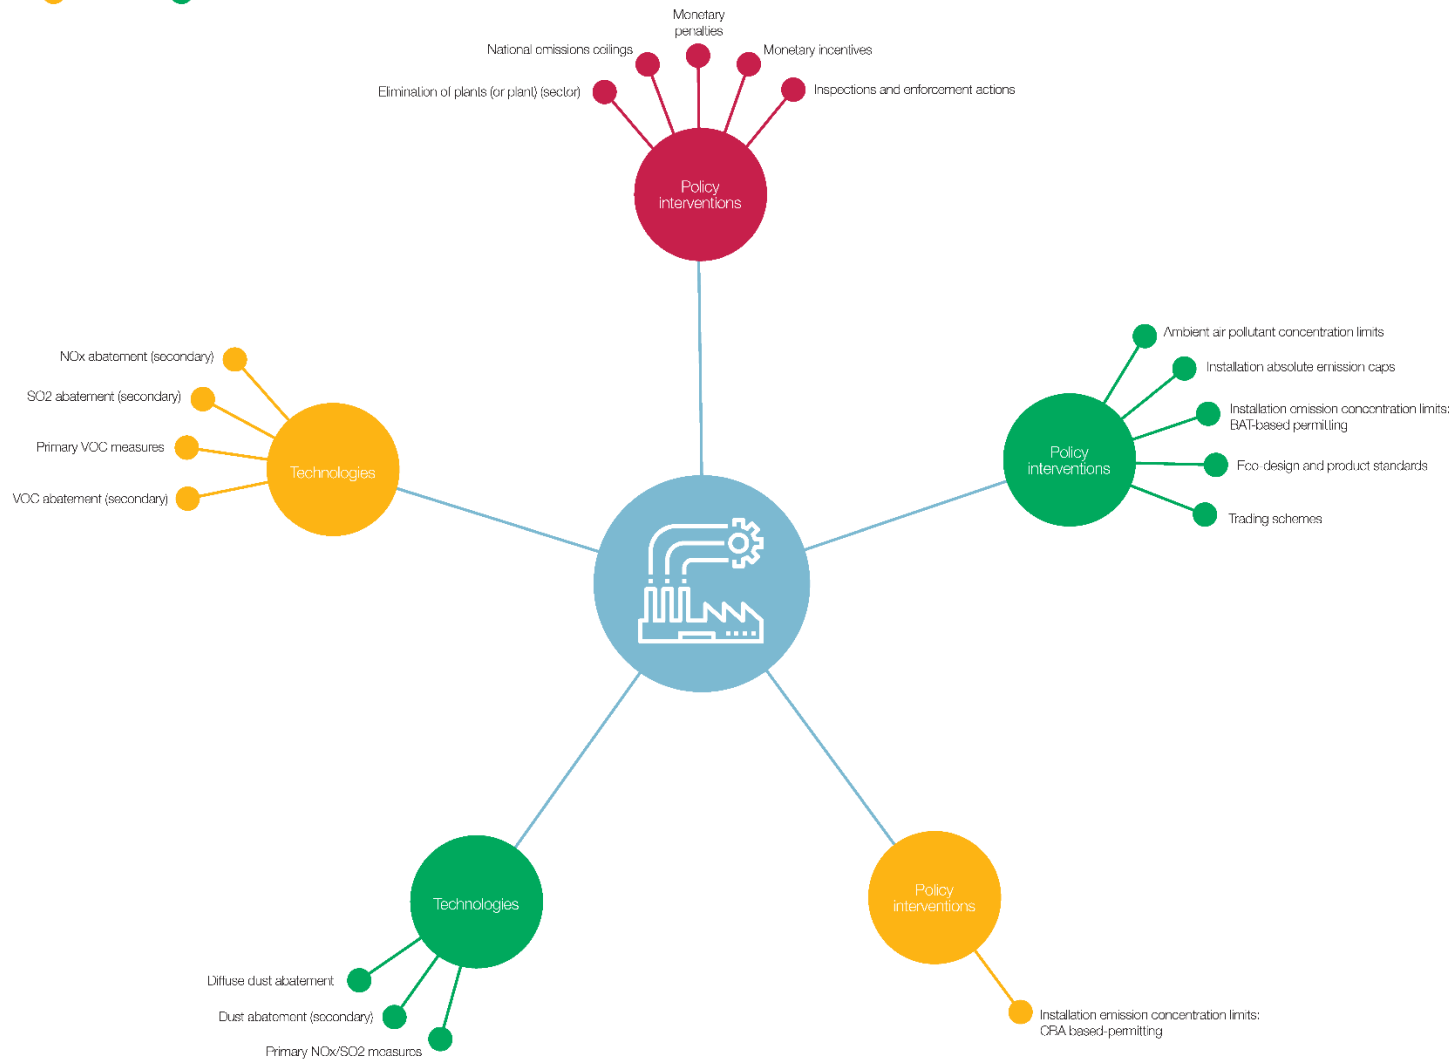 Monetary
penalties
National emissions ceilings
Monetary incentives
Elimination of plants (or plant) (sector)
Inspections and enforcement actions
Policy
interventions
Ambient air pollutant concentration limits
Installation absolute emission caps
Installation emission concentration limits:
BAT-based permitting
Eco-design and product standards
Trading schemes
Policy
interventions
NOx abatement (secondary)
SO2 abatement (secondary)
Primary VOC measures
VOC abatement (secondary)
Technologies
Technologies
Diffuse dust abatement
Dust abatement (secondary)
Primary NOx/SO2 measures
Policy
interventions
Installation emission concentration limits:
CBA based-permitting